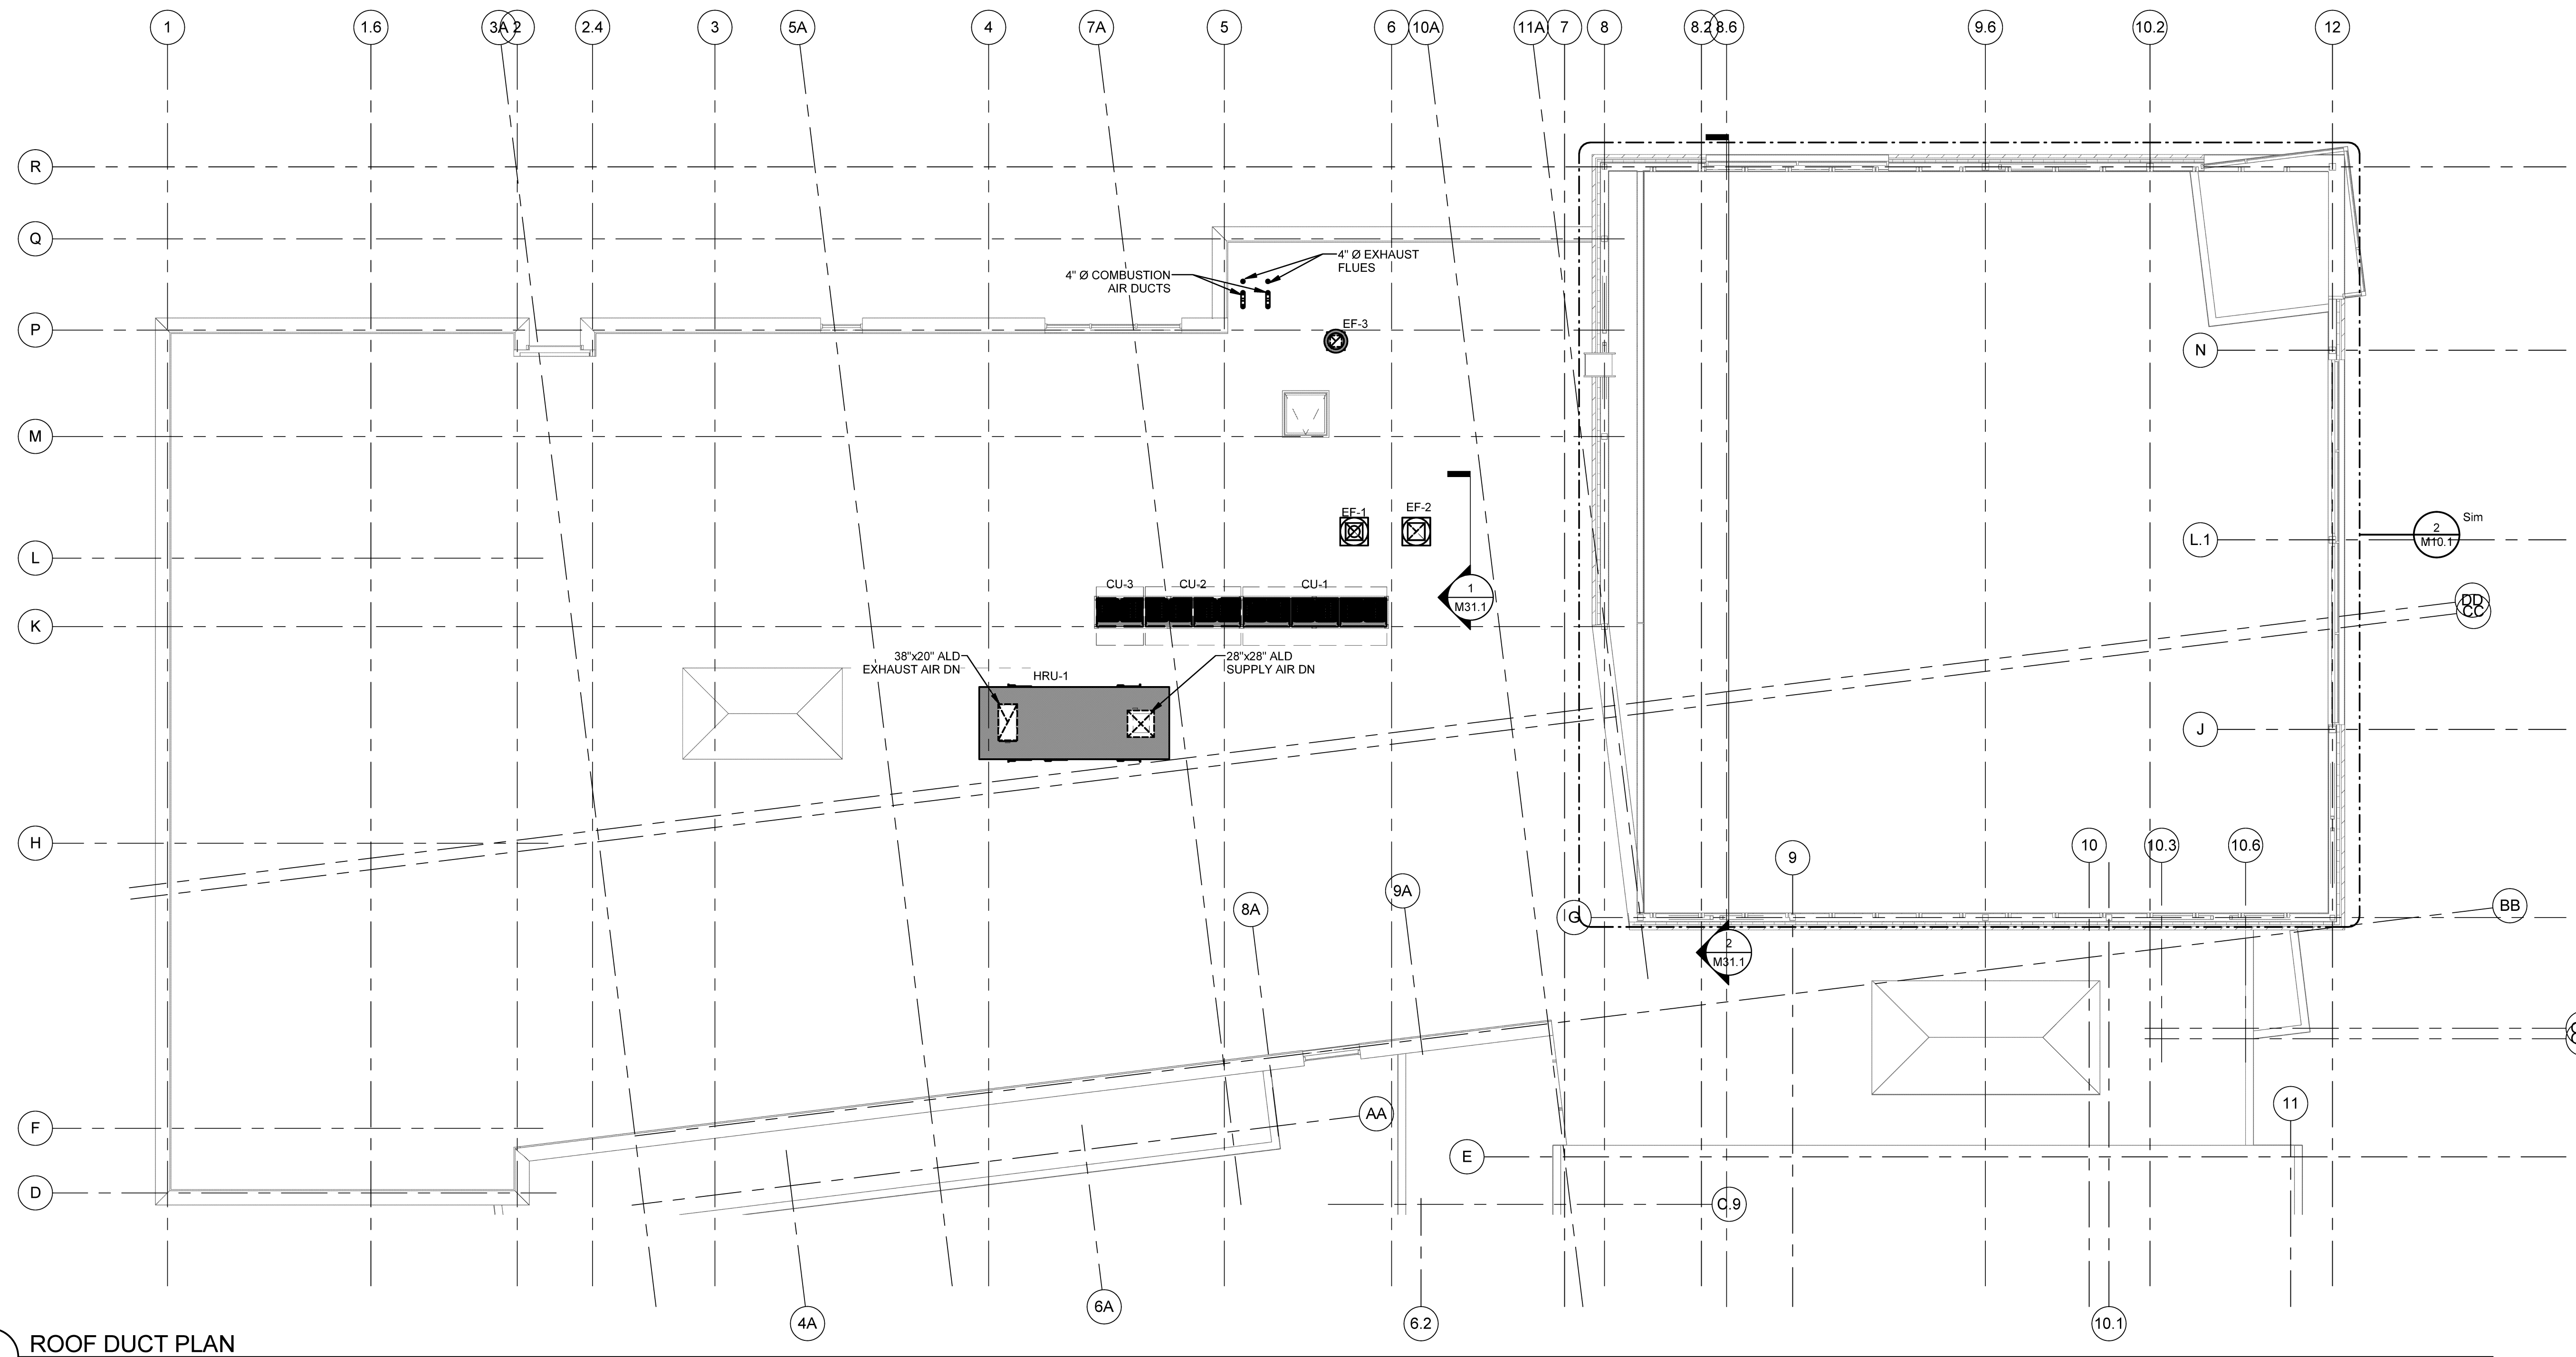 1
1.6
3A
2
2.4
3
5A
4
7A
5
6
10A
11A
7
8
8.2
8.6
9.6
10.2
12
R
Q
4" Ø EXHAUST
FLUES
4" Ø COMBUSTION
AIR DUCTS
P
EF-3
N
M
EF-1
EF-2
2
M10.1
Sim
L
L.1
CU-3
CU-2
CU-1
1
M31.1
DD
CC
K
38"x20" ALD
EXHAUST AIR DN
HRU-1
28"x28" ALD
SUPPLY AIR DN
J
H
9
10
10.3
10.6
9A
8A
G
BB
2
M31.1
F
AA
11
E
D
C.9
4A
6A
6.2
10.1
ROOF DUCT PLAN